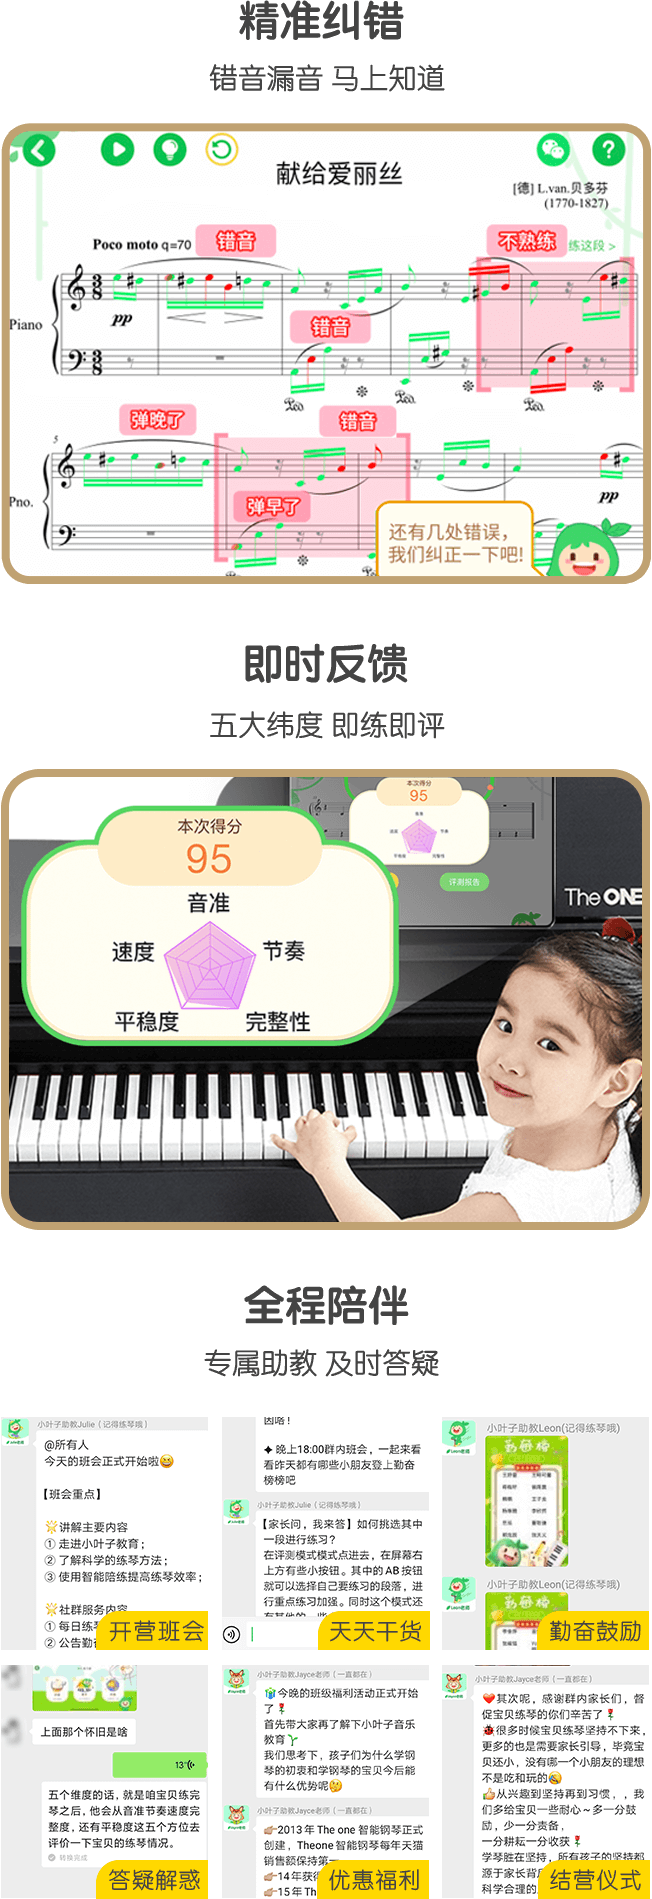 精准纠错
错音漏音 马上知道
献给爱丽丝
[德] L.van.贝多芬
(1770-1827)
Poco moto q=70
错音
不熟练
练这段 >
pp
Piano
错音
弹晚了
错音
5
Pno.
弹早了
pp
还有几处错误，
我们纠正一下吧!
即时反馈
五大纬度 即练即评
本次得分
95
音准
速度
节奏
平稳度
完整性
本次得分
95
音准
速度
节奏
平稳度
完整性
评测报告
The ONE
全程陪伴
专属助教 及时答疑
小叶子助教Julie（记得练琴哦）
@所有人
今天的班会正式开始啦
【班会重点】
讲解主要内容
① 走进小叶子教育；
② 了解科学的练琴方法；
③ 使用智能陪练提高练琴效率；
社群服务内容
① 每日练
② 公告勤
开营班会
因咯！
✦ 晚上18:00群内班会，一起来看
看昨天都有哪些小朋友登上勤奋
榜榜吧
小叶子助教Julie（记得练琴哦）
【家长问，我来答】如何挑选其中
一段进行练习？
在评测模式模式点进去，在屏幕右
上方有些小按钮。其中的AB按钮
就可以选择自己要练习的段落，进
行重点练习加强。同时这个模式还
天天干货
小叶子助教Leon(记得练琴哦)
勤奋榜
小叶子助教Leon(记得练琴哦)
勤奋鼓励
上面那个怀旧是啥
13"
五个维度的话，就是咱宝贝练完
琴之后，他会从音准节奏速度完
整度，还有平稳度这五个方位去
评价一下宝贝的练琴情况。
转换完成
答疑解惑
小叶子助教Jayce老师（一直都在）
今晚的班级福利活动正式开始
了
首先带大家再了解下小叶子音乐
教育
我们思考下，孩子们为什么学钢
琴的初衷和学钢琴的宝贝今后能
有什么优势呢
小叶子助教Jayce老师（一直都在）
2013年The one 智能钢琴正式
创建，Theone智能钢琴每年天猫
销售额保持第一
14年获得
15年 Th
优惠福利
小叶子助教Jayce老师（一直都在）
其次呢，感谢群内家长们，督
促宝贝练琴的你们辛苦了
很多时候宝贝练琴坚持不下来，
更多的也是需要家长引导，毕竟宝
贝还小，没有哪一个小朋友的理想
不是吃和玩的
从兴趣到坚持再到习惯，，我
们多给宝贝一些耐心～多一分鼓
励，少一分责备，
一分耕耘一分收获
学琴胜在坚持，所有孩子的坚持都
源于家长背后
科学合理的
结营仪式